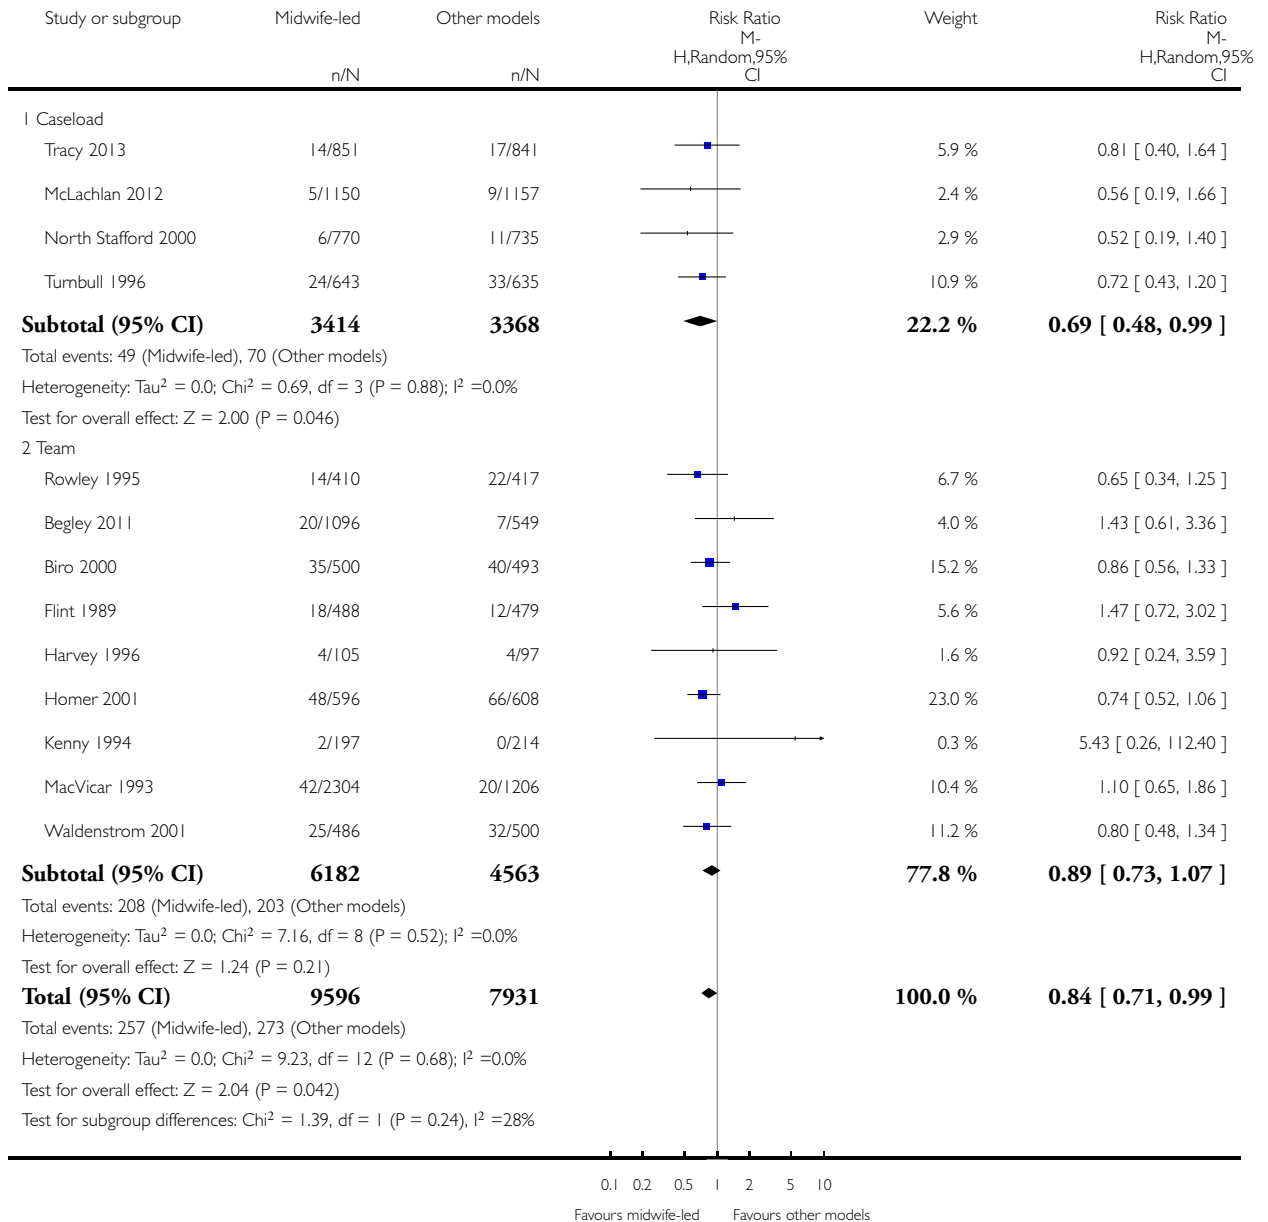 Study or subgroup Midwife-led Other models Risk Ratio Weight Risk Ratio
M- M-
H,Random,95% H,Random,95%
n/N n/N CI CI
1 Caseload
Tracy 2013 14/851 17/841 5.9 % 0.81 [ 0.40, 1.64 ]
McLachlan 2012 5/1150 9/1157 2.4 % 0.56 [ 0.19, 1.66 ]
North Stafford 2000 6/770 11/735 2.9 % 0.52 [ 0.19, 1.40 ]
Turnbull 1996 24/643 33/635 10.9 % 0.72 [ 0.43, 1.20 ]
Subtotal (95% CI) 3414 3368 22.2 % 0.69 [ 0.48, 0.99 ]
Total events: 49 (Midwife-led), 70 (Other models)
Heterogeneity: Tau² = 0.0; Chi² = 0.69, df = 3 (P = 0.88); I² =0.0%
Test for overall effect: Z = 2.00 (P = 0.046)
2 Team
Rowley 1995 14/410 22/417 6.7 % 0.65 [ 0.34, 1.25 ]
Begley 2011 20/1096 7/549 4.0 % 1.43 [ 0.61, 3.36 ]
Biro 2000 35/500 40/493 15.2 % 0.86 [ 0.56, 1.33 ]
Flint 1989 18/488 12/479 5.6 % 1.47 [ 0.72, 3.02 ]
Harvey 1996 4/105 4/97 1.6 % 0.92 [ 0.24, 3.59 ]
Homer 2001 48/596 66/608 23.0 % 0.74 [ 0.52, 1.06 ]
Kenny 1994 2/197 0/214 0.3 % 5.43 [ 0.26, 112.40 ]
MacVicar 1993 42/2304 20/1206 10.4 % 1.10 [ 0.65, 1.86 ]
Waldenstrom 2001 25/486 32/500 11.2 % 0.80 [ 0.48, 1.34 ]
Subtotal (95% CI) 6182 4563 77.8 % 0.89 [ 0.73, 1.07 ]
Total events: 208 (Midwife-led), 203 (Other models)
Heterogeneity: Tau² = 0.0; Chi² = 7.16, df = 8 (P = 0.52); I² =0.0%
Test for overall effect: Z = 1.24 (P = 0.21)
Total (95% CI) 9596 7931 100.0 % 0.84 [ 0.71, 0.99 ]
Total events: 257 (Midwife-led), 273 (Other models)
Heterogeneity: Tau² = 0.0; Chi² = 9.23, df = 12 (P = 0.68); I² =0.0%
Test for overall effect: Z = 2.04 (P = 0.042)
Test for subgroup differences: Chi² = 1.39, df = 1 (P = 0.24), I² =28%
0.1 0.2 0.5 1 2 5 10
Favours midwife-led Favours other models